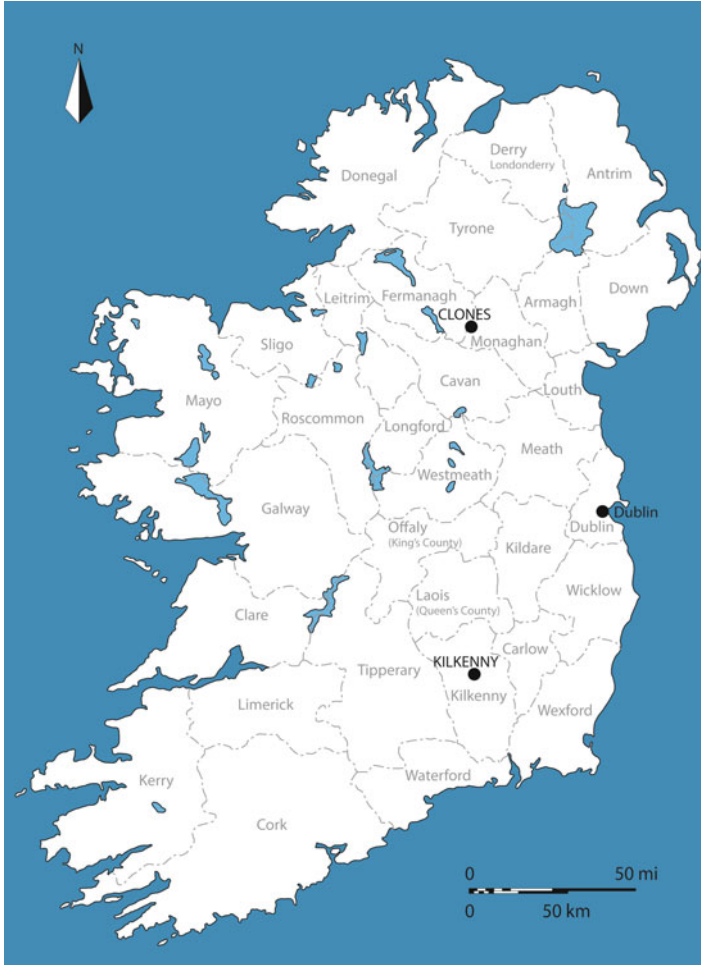 N
Derry
Londonderry
Antrim
Donegal
Tyrone
Down
Fermanagh
Leitrim
Armagh
CLONES
Monaghan
Sligo
Cavan
Louth
Mayo
Roscommon
Longford
Meath
Westmeath
Galway
Dublin
Offaly
(King's County)
Dublin
Kildare
Laois
(Queen's County)
Wicklow
Clare
Carlow
KILKENNY
Tipperary
Kilkenny
Limerick
Wexford
Waterford
Kerry
Cork
0 50 mi
0 50 km